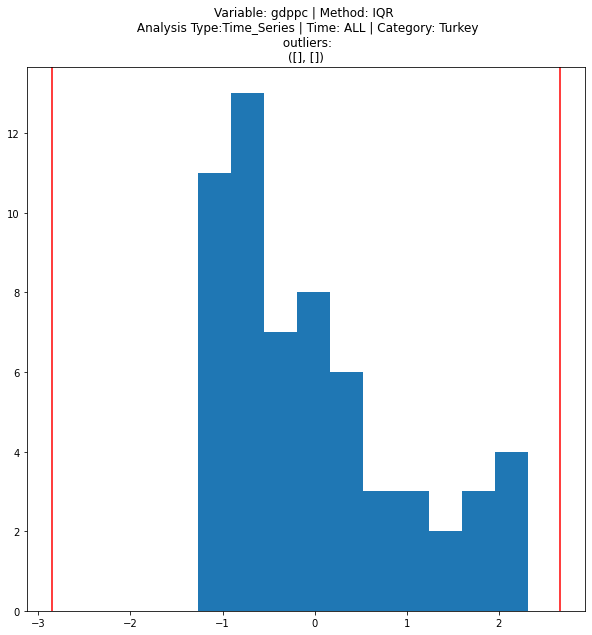 Variable: gdppc | Method: IQR
Analysis Type:Time_Series | Time: ALL | Category: Turkey
outliers:
([], [])
12
10
8
6
4
2
0
−3 −2 −1 0 1 2